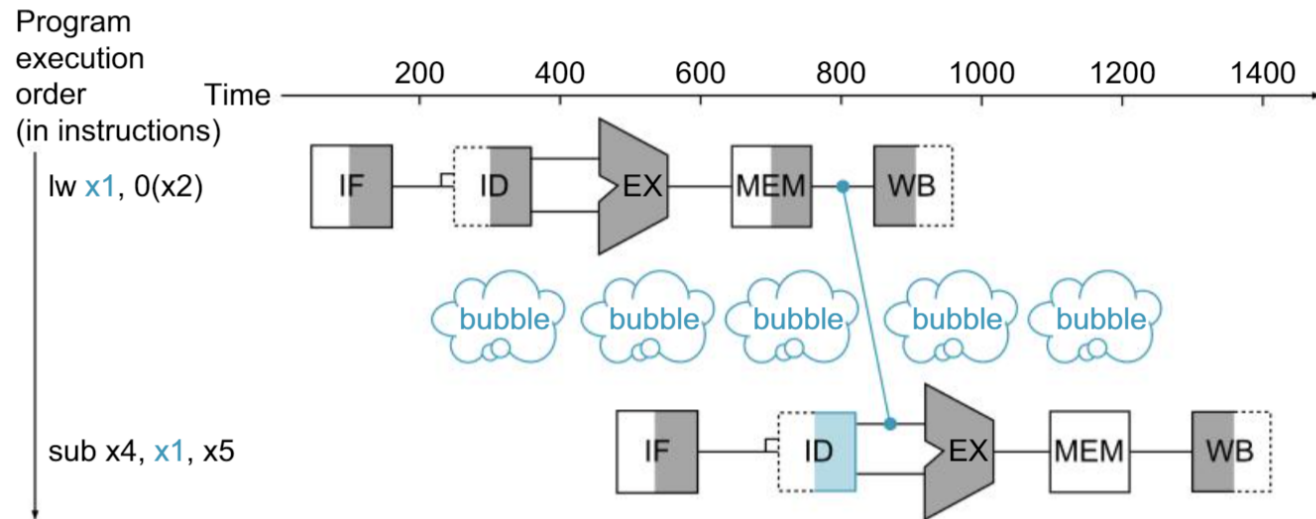 Program
execution
order
(in instructions)
Time
200 400 600 800 1000 1200 1400
lw x1, 0(x2)
IF ID EX MEM WB
bubble bubble bubble bubble bubble
sub x4, x1, x5
IF ID EX MEM WB